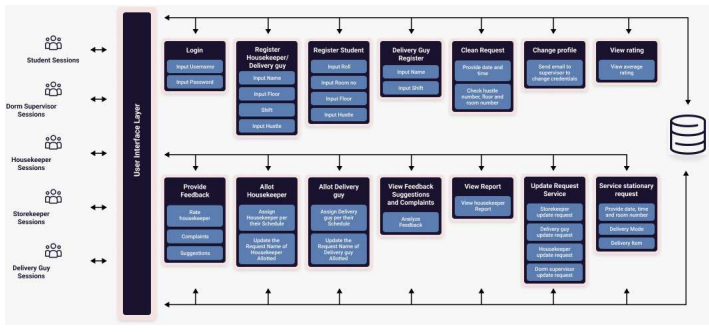 Student Sessions
Dorm Supervisor
Sessions
Housekeeper
Sessions
Storekeeper
Sessions
Delivery Guy
Sessions
User Interface Layer
Login
Input Username
Input Password
Register
Housekeeper/
Delivery guy
Input Name
Input Floor
Shift
Input Hustle
Register Student
Input Roll
Input Room no
Input Floor
Input Hustle
Delivery Guy
Register
Input Name
Input Shift
Clean Request
Provide date and
time
Check hustle
number, floor and
room number
Change profile
Send email to
supervisor to
change credentials
View rating
View average
rating
Provide
Feedback
Rate
housekeeper
Complaints
Suggestions
Allot
Housekeeper
Assign
Housekeeper per
their Schedule
Update the
Request Name of
Housekeeper
Allotted
Allot Delivery
guy
Assign Delivery
guy per their
Schedule
Update the
Request Name of
Delivery guy
Allotted
View Feedback
Suggestions
and Complaints
Analyze
Feedback
View Report
View housekeeper
Report
Update Request
Service
Storekeeper
update request
Delivery guy
update request
Housekeeper
update request
Dorm supervisor
update request
Service stationary
request
Provide date, time
and room number
Delivery Mode
Delivery Item